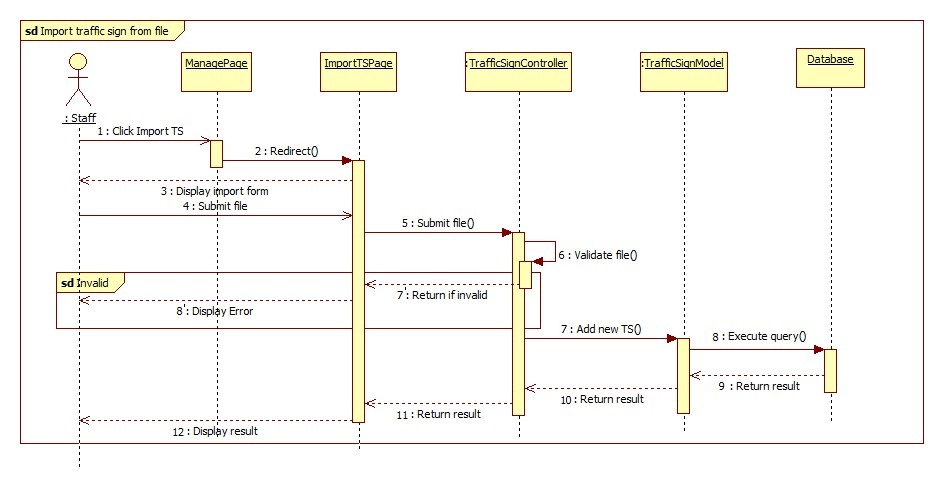 sd Import traffic sign from file
: Staff
ManagePage
ImportTSPage
:TrafficSignController
:TrafficSignModel
Database
1 : Click Import TS
2 : Redirect()
3 : Display import form
4 : Submit file
5 : Submit file()
6 : Validate file()
sd Invalid
7' : Return if invalid
8' : Display Error
7 : Add new TS()
8 : Execute query()
9 : Return result
10 : Return result
11 : Return result
12 : Display result